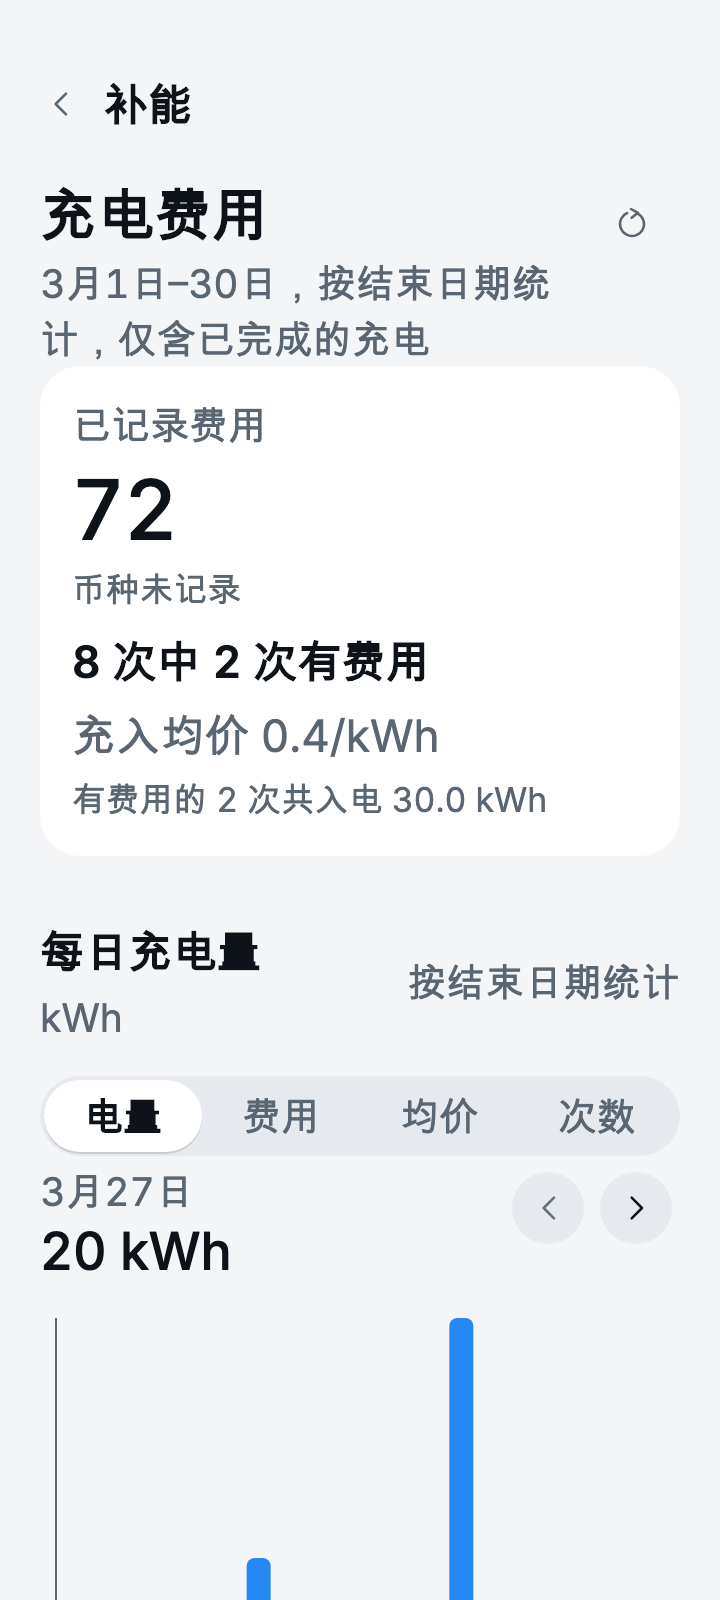 补能
充电费用
3月1日–30日，按结束日期统
计，仅含已完成的充电
已记录费用
72
币种未记录
8 次中 2 次有费用
充入均价 0.4/kWh
有费用的 2 次共入电 30.0 kWh
每日充电量
kWh
按结束日期统计
电量
费用
均价
次数
3月27日
20 kWh